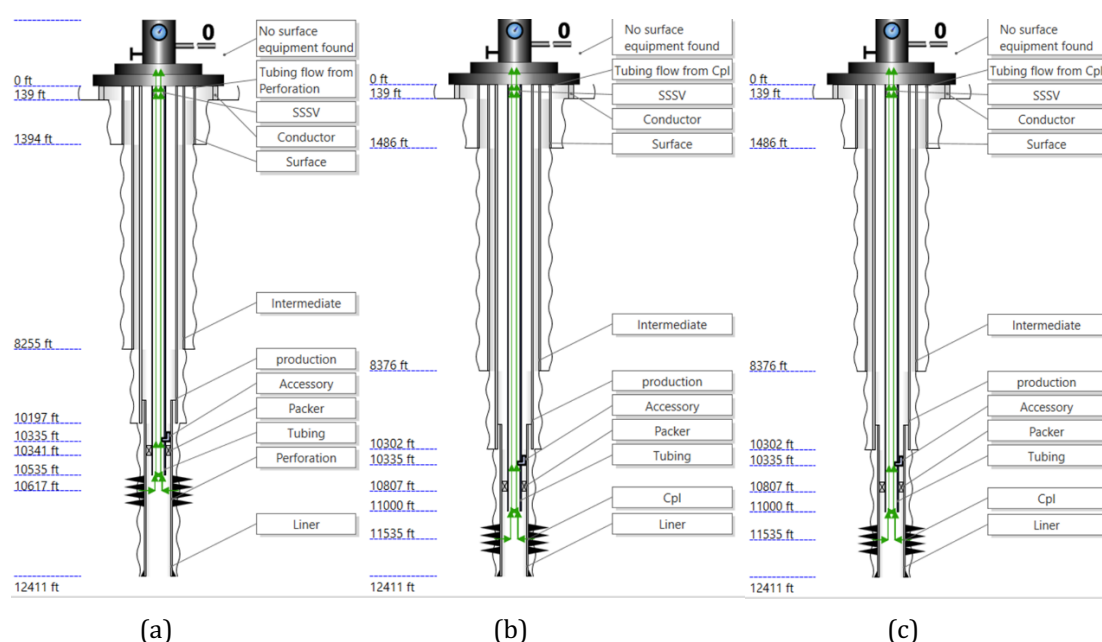 0
No surface
equipment found
0 ft
139 ft
Tubing flow from
Perforation
SSSV
Conductor
1394 ft
Surface
Intermediate
8255 ft
production
Accessory
10197 ft
Packer
10335 ft
10341 ft
Tubing
10535 ft
Perforation
10617 ft
Liner
12411 ft
(a)
0
No surface
equipment found
0 ft
139 ft
Tubing flow from Cpl
SSSV
Conductor
1486 ft
Surface
Intermediate
8376 ft
production
Accessory
Packer
10302 ft
10335 ft
Tubing
10807 ft
Cpl
11000 ft
11535 ft
Liner
12411 ft
(b)
0
No surface
equipment found
0 ft
139 ft
Tubing flow from Cpl
SSSV
Conductor
1486 ft
Surface
Intermediate
8376 ft
production
Accessory
Packer
10302 ft
10335 ft
Tubing
10807 ft
Cpl
11000 ft
11535 ft
Liner
12411 ft
(c)